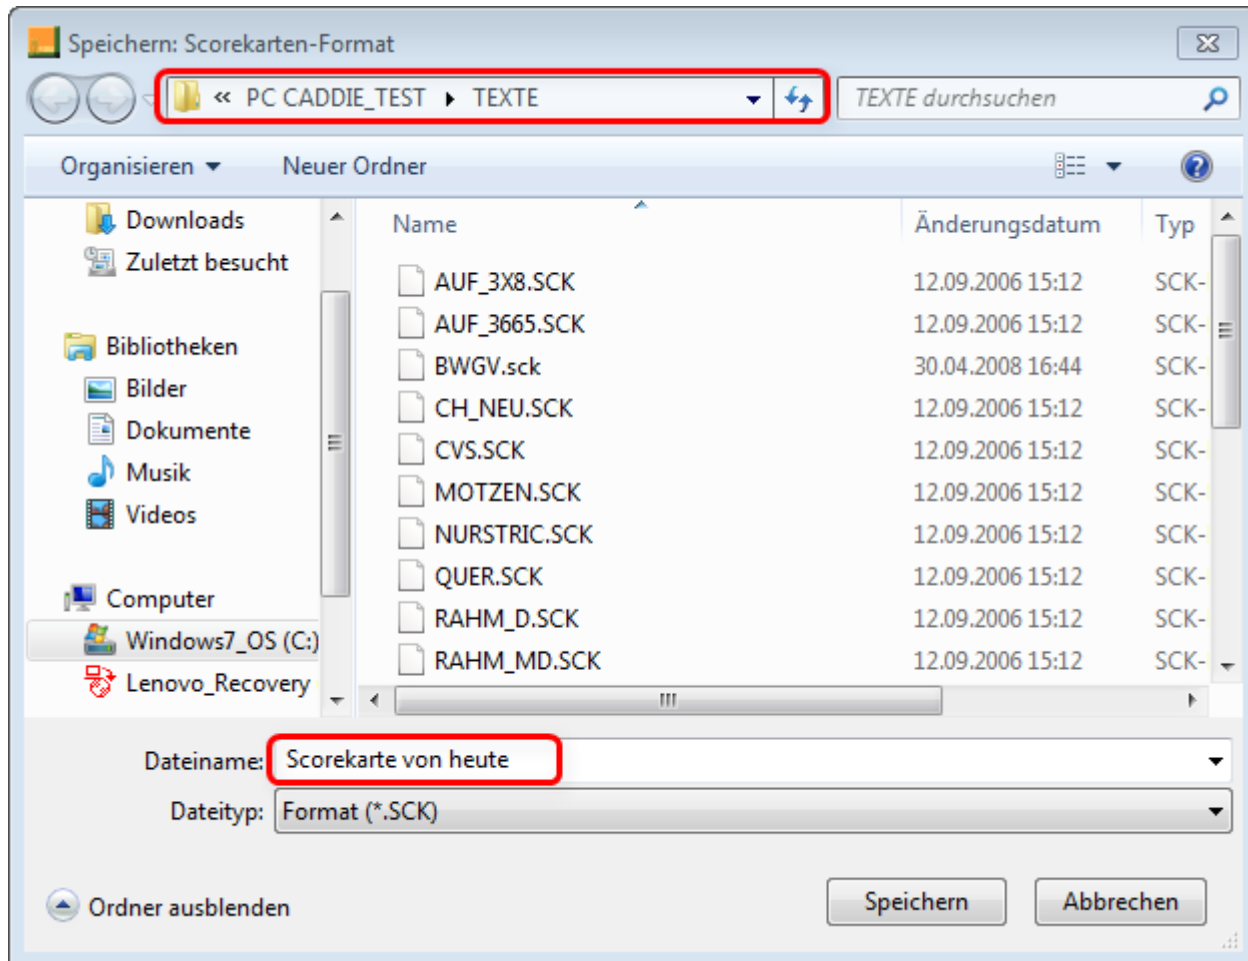 Speichern: Scorekarten-Format
« PC CADDIE_TEST ▸ TEXTE TEXTE durchsuchen
Organisieren Neuer Ordner
Downloads
Zuletzt besucht
Bibliotheken
Bilder
Dokumente
Musik
Videos
Computer
Windows7_OS (C:)
Lenovo_Recovery
Name Änderungsdatum Typ
AUF_3X8.SCK 12.09.2006 15:12 SCK-
AUF_3665.SCK 12.09.2006 15:12 SCK-
BWGV.sck 30.04.2008 16:44 SCK-
CH_NEU.SCK 12.09.2006 15:12 SCK-
CVS.SCK 12.09.2006 15:12 SCK-
MOTZEN.SCK 12.09.2006 15:12 SCK-
NURSTRIC.SCK 12.09.2006 15:12 SCK-
QUER.SCK 12.09.2006 15:12 SCK-
RAHM_D.SCK 12.09.2006 15:12 SCK-
RAHM_MD.SCK 12.09.2006 15:12 SCK-
Dateiname: Scorekarte von heute
Dateityp: Format (*.SCK)
Ordner ausblenden Speichern Abbrechen